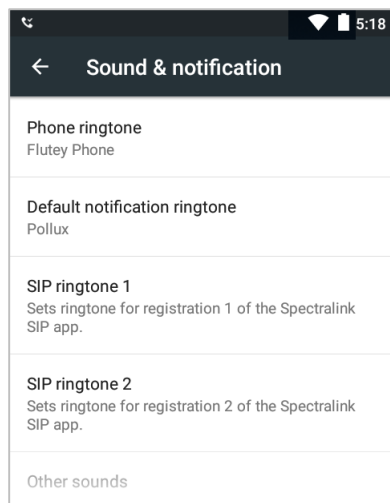 5:18
Sound & notification
Phone ringtone
Flutey Phone
Default notification ringtone
Pollux
SIP ringtone 1
Sets ringtone for registration 1 of the Spectralink
SIP app.
SIP ringtone 2
Sets ringtone for registration 2 of the Spectralink
SIP app.
Other sounds